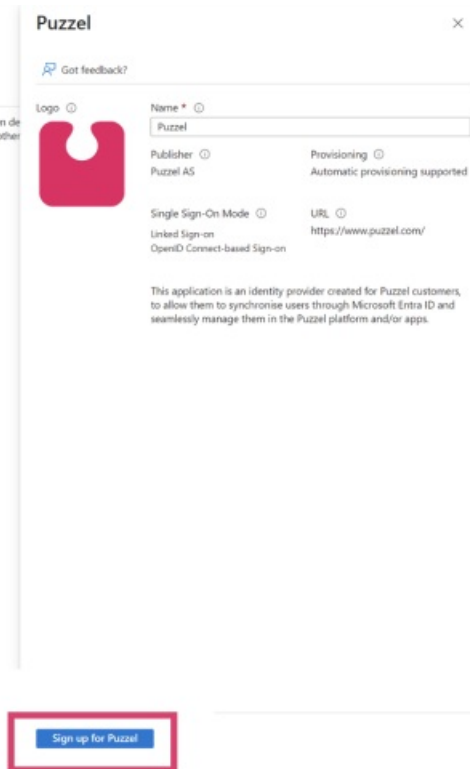 Puzzel
Got feedback?
Logo
Name *
Puzzel
Publisher
Provisioning
Puzzel AS
Automatic provisioning supported
Single Sign-On Mode
URL
Linked Sign-on
https://www.puzzel.com/
OpenID Connect-based Sign-on
This application is an identity provider created for Puzzel customers,
to allow them to synchronise users through Microsoft Entra ID and
seamlessly manage them in the Puzzel platform and/or apps.
Sign up for Puzzel